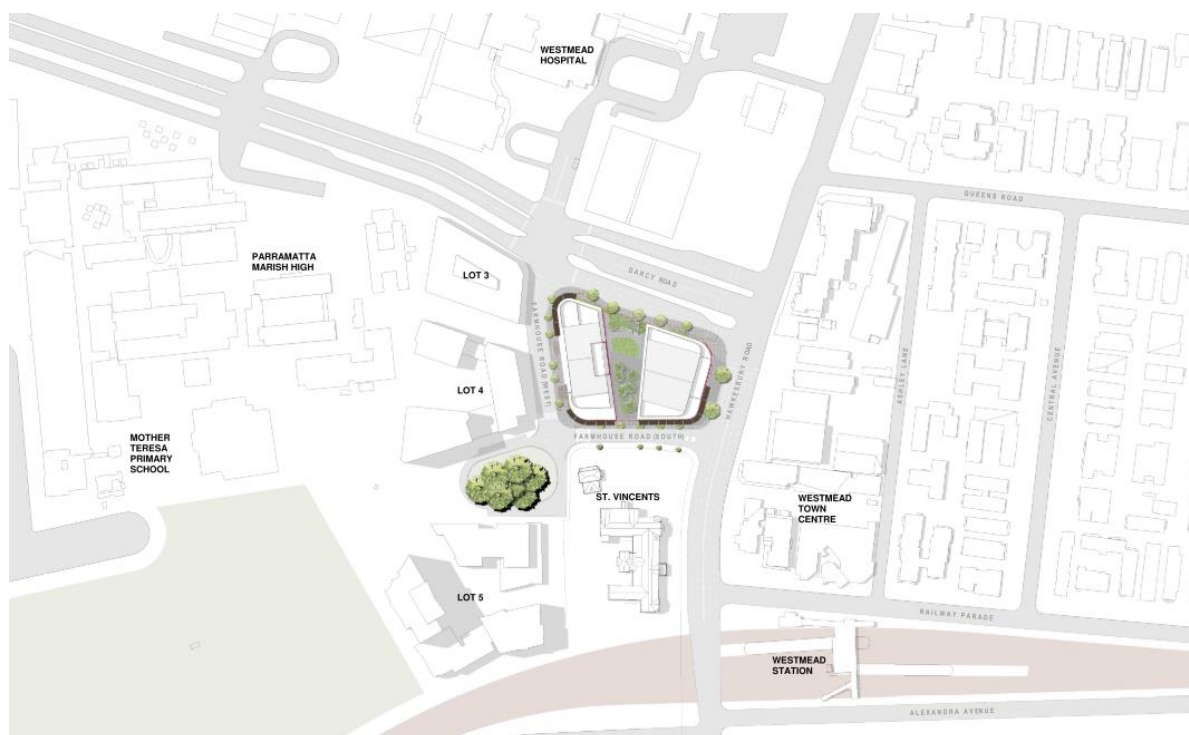 WESTMEAD
HOSPITAL
QUEENS ROAD
PARRAMATTA
MARISH HIGH
LOT 3
DARCY ROAD
FARMHOUSE ROAD (WEST)
HAWKESBURY ROAD
ASHLEY LANE
CENTRAL AVENUE
LOT 4
FARMHOUSE ROAD (SOUTH)
MOTHER
TERESA
PRIMARY
SCHOOL
ST. VINCENTS
WESTMEAD
TOWN
CENTRE
LOT 5
RAILWAY PARADE
WESTMEAD
STATION
ALEXANDRA AVENUE